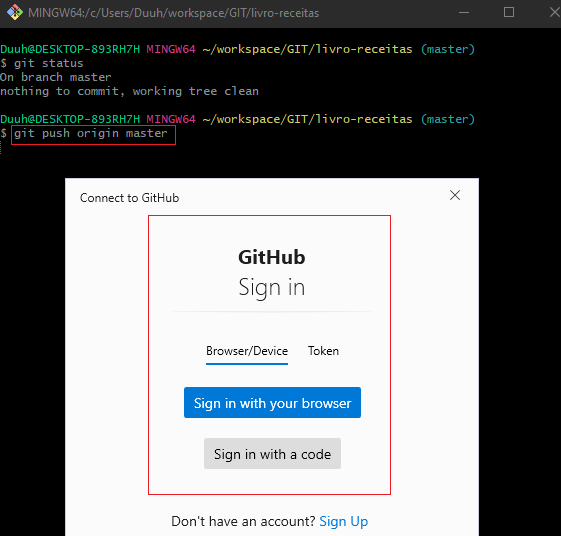 MINGW64:/c/Users/Duuh/workspace/GIT/livro-receitas
Duuh@DESKTOP-893RH7H MINGW64 ~/workspace/GIT/livro-receitas (master)
$ git status
On branch master
nothing to commit, working tree clean
Duuh@DESKTOP-893RH7H MINGW64 ~/workspace/GIT/livro-receitas (master)
$ git push origin master
Connect to GitHub
GitHub
Sign in
Browser/Device Token
Sign in with your browser
Sign in with a code
Don't have an account? Sign Up